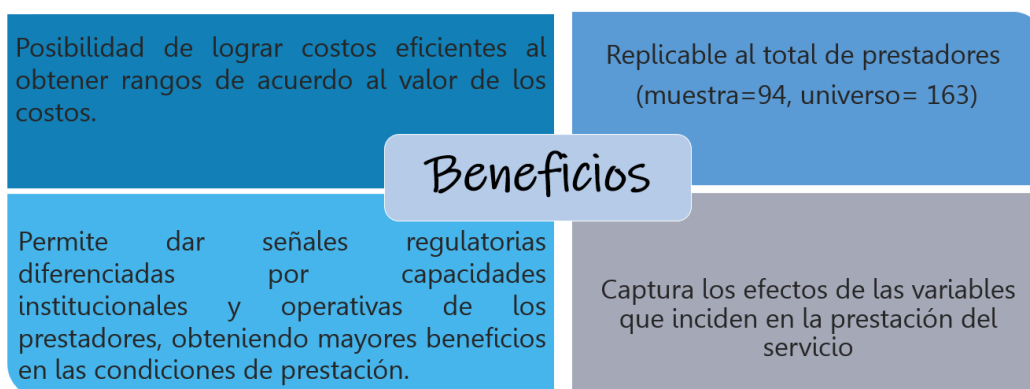 Posibilidad de lograr costos eficientes al
obtener rangos de acuerdo al valor de los
costos.
Replicable al total de prestadores
(muestra=94, universo= 163)
Beneficios
Permite dar señales regulatorias
diferenciadas por capacidades
institucionales y operativas de los
prestadores, obteniendo mayores beneficios
en las condiciones de prestación.
Captura los efectos de las variables
que inciden en la prestación del
servicio